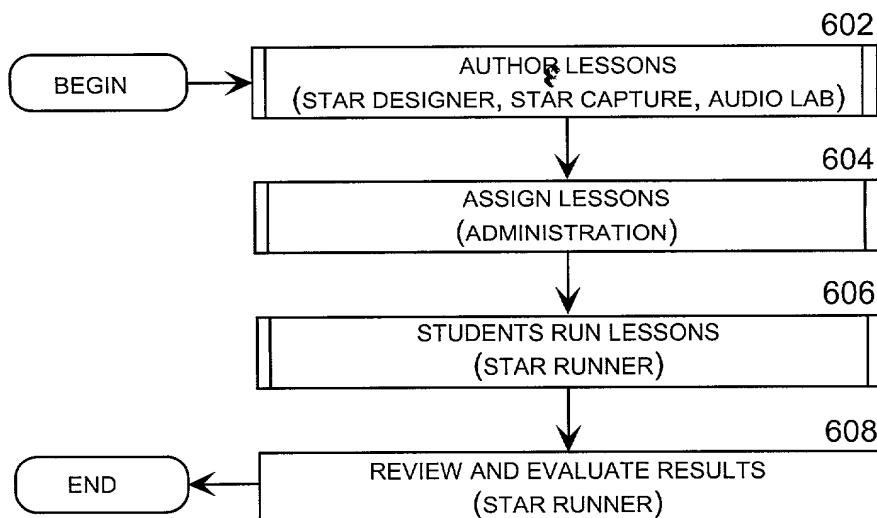 602
BEGIN
AUTHOR LESSONS
(STAR DESIGNER, STAR CAPTURE, AUDIO LAB)
604
ASSIGN LESSONS
(ADMINISTRATION)
606
STUDENTS RUN LESSONS
(STAR RUNNER)
608
END
REVIEW AND EVALUATE RESULTS
(STAR RUNNER)